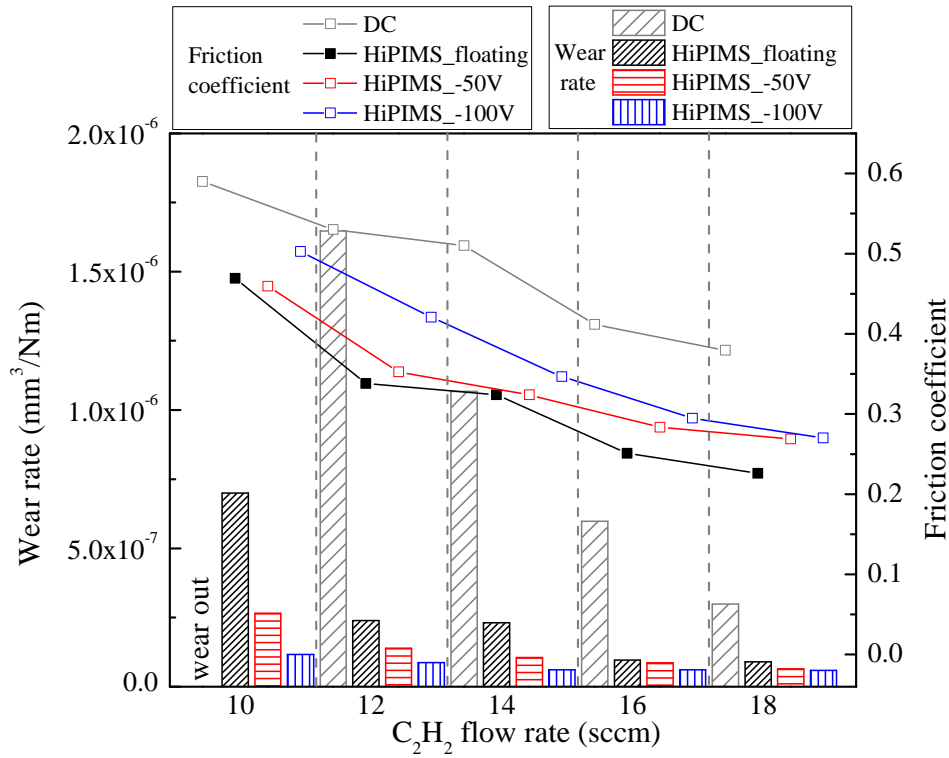 Friction
coefficient
DC
HiPIMS_floating
HiPIMS_-50V
HiPIMS_-100V
Wear
rate
DC
HiPIMS_floating
HiPIMS_-50V
HiPIMS_-100V
Wear rate (mm³/Nm)
2.0x10⁻⁶
1.5x10⁻⁶
1.0x10⁻⁶
5.0x10⁻⁷
0.0
wear out
0.6
0.5
0.4
0.3
0.2
0.1
0.0
Friction coefficient
10 12 14 16 18
C₂H₂ flow rate (sccm)